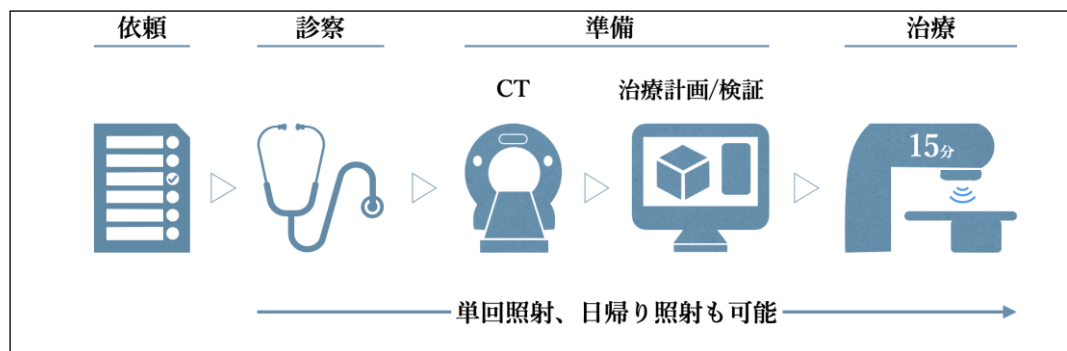 依頼
診察
準備
治療
CT
治療計画/検証
15分
単回照射、日帰り照射も可能